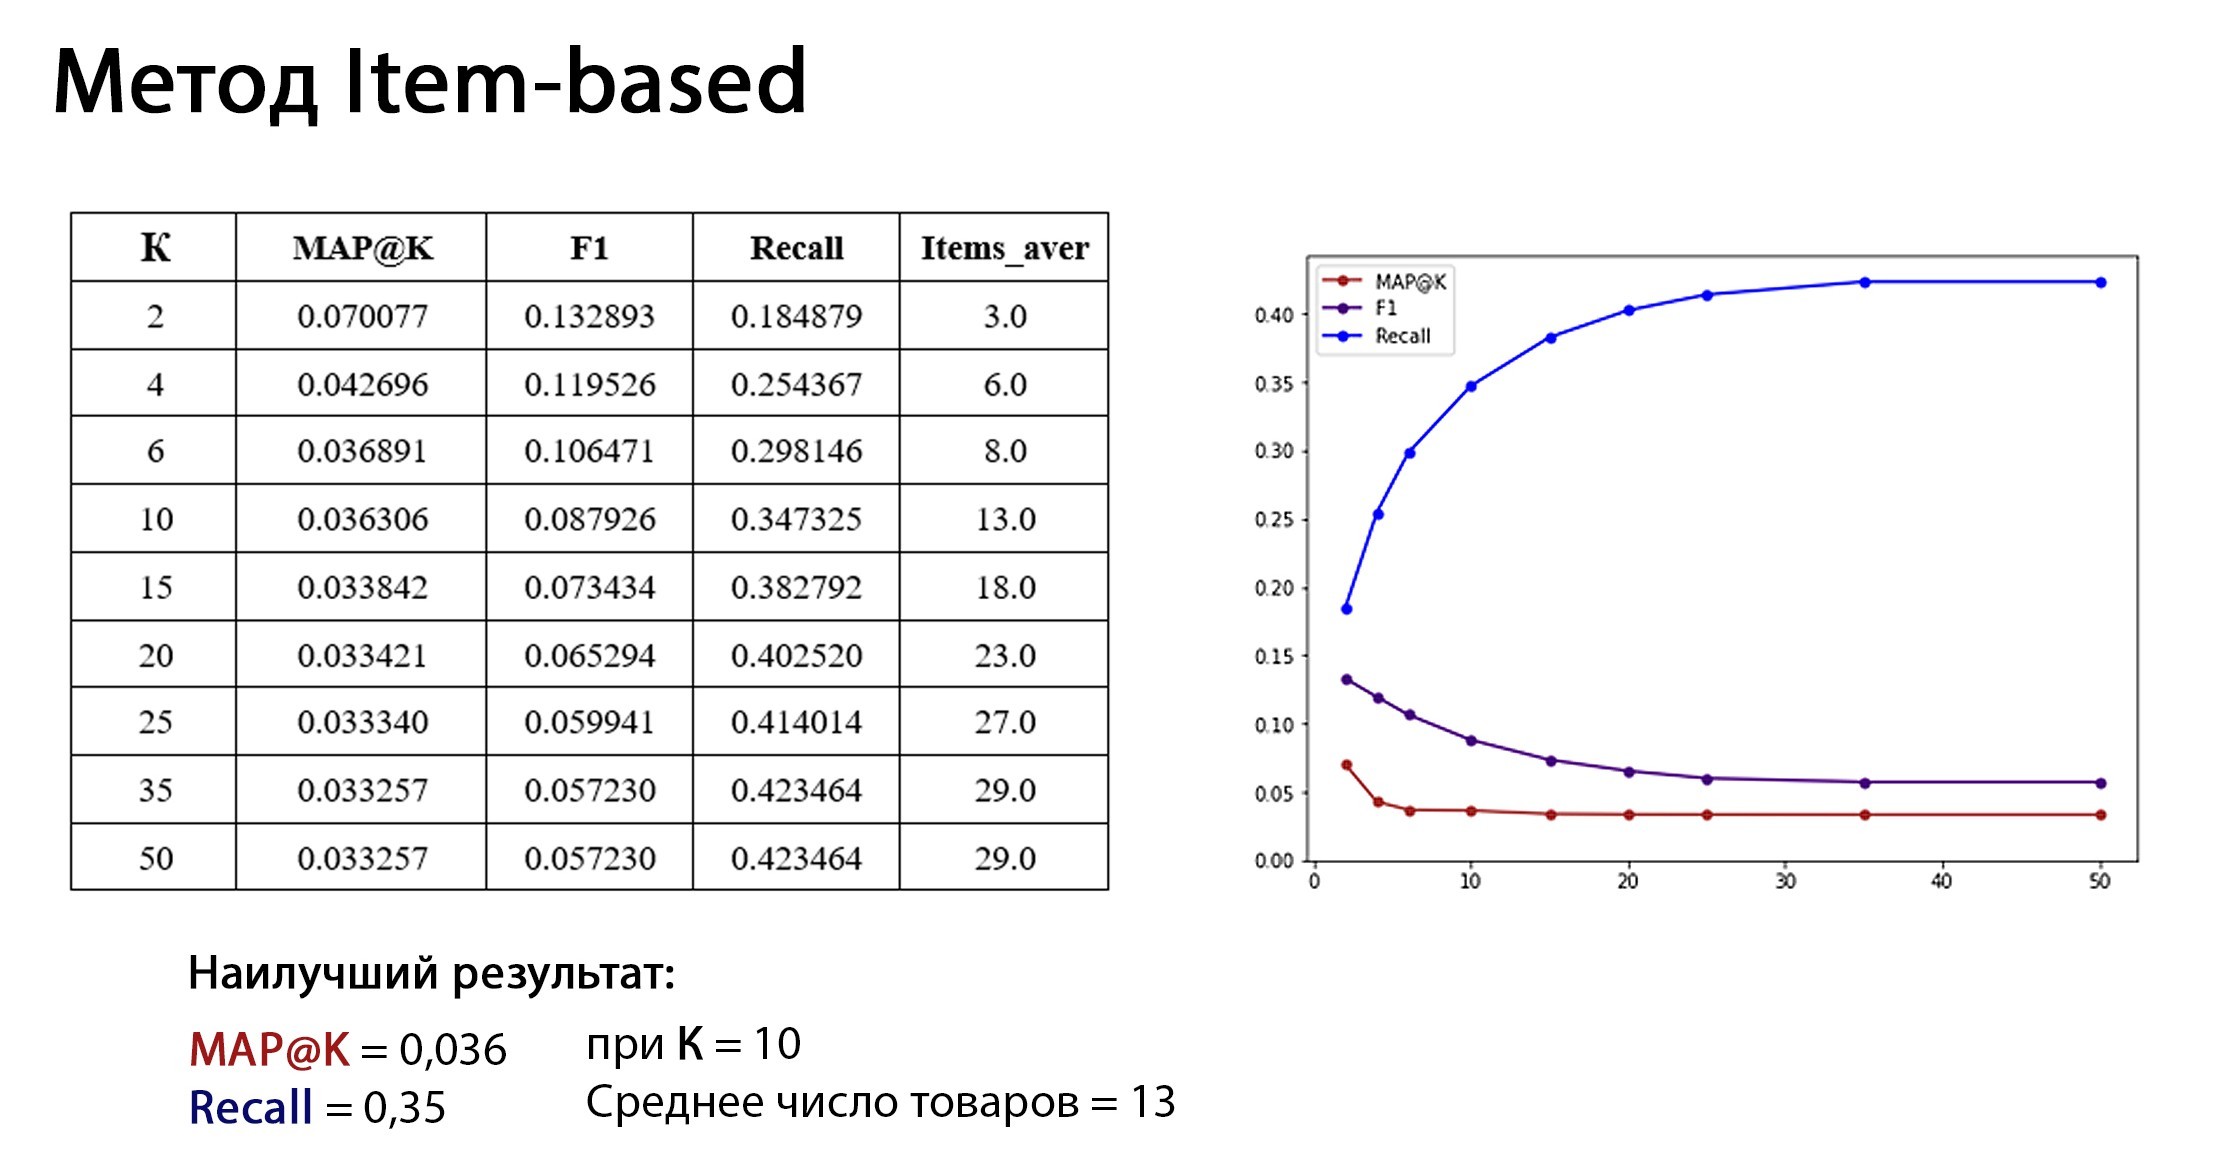 Метод Item-based
К MAP@K F1 Recall Items_aver
2 0.070077 0.132893 0.184879 3.0
4 0.042696 0.119526 0.254367 6.0
6 0.036891 0.106471 0.298146 8.0
10 0.036306 0.087926 0.347325 13.0
15 0.033842 0.073434 0.382792 18.0
20 0.033421 0.065294 0.402520 23.0
25 0.033340 0.059941 0.414014 27.0
35 0.033257 0.057230 0.423464 29.0
50 0.033257 0.057230 0.423464 29.0
MAP@K
F1
Recall
0.40
0.35
0.30
0.25
0.20
0.15
0.10
0.05
0.00
0 10 20 30 40 50
Наилучший результат:
MAP@K = 0,036 при К = 10
Recall = 0,35 Среднее число товаров = 13